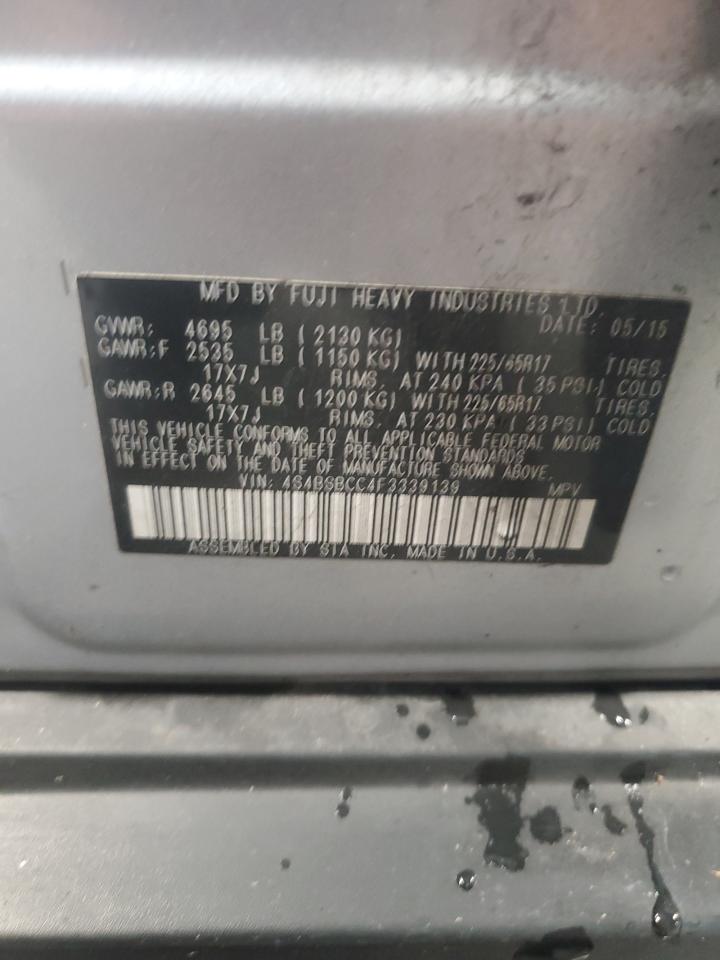 MFD BY FUJI HEAVY INDUSTRIES LTD.
DATE: 05/15
GVWR: 4695 LB ( 2130 KG)
GAWR:F 2535 LB ( 1150 KG) WITH 225/65R17 TIRES.
17X7J RIMS. AT 240 KPA ( 35 PSI) COLD
GAWR:R 2645 LB ( 1200 KG) WITH 225/65R17 TIRES.
17X7J RIMS. AT 230 KPA ( 33 PSI) COLD
THIS VEHICLE CONFORMS TO ALL APPLICABLE FEDERAL MOTOR
VEHICLE SAFETY AND THEFT PREVENTION STANDARDS
IN EFFECT ON THE DATE OF MANUFACTURE SHOWN ABOVE.
VIN: 4S4BSBCC4F3339139 MPV
ASSEMBLED BY SIA INC. MADE IN U.S.A.